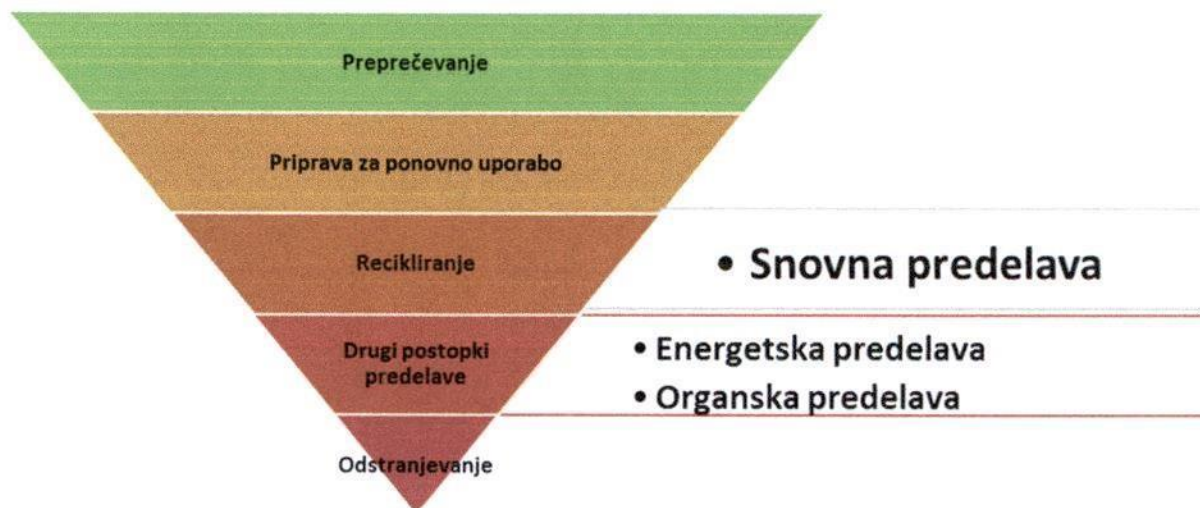 Preprečevanje
Priprava za ponovno uporabo
Recikliranje
• Snovna predelava
Drugi postopki
predelave
• Energetska predelava
• Organska predelava
Odstranjevanje